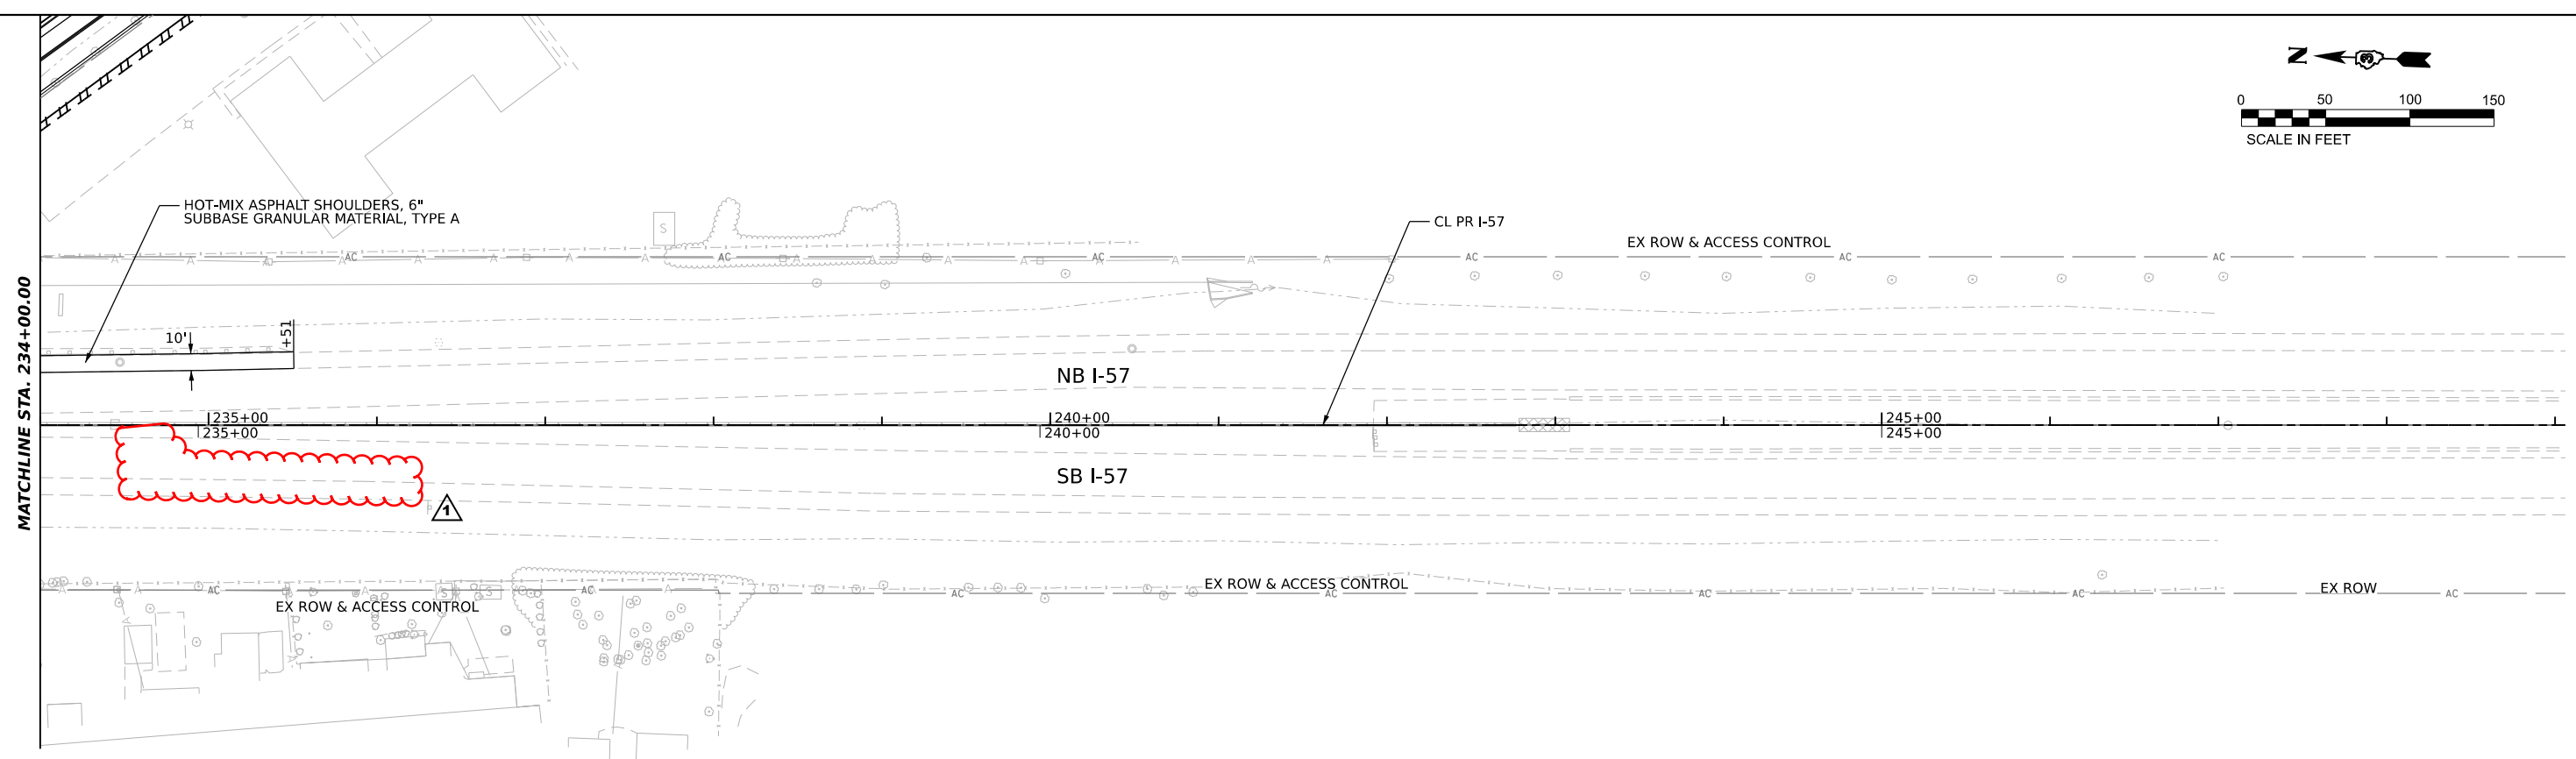 N
0 50 100 150
SCALE IN FEET
HOT-MIX ASPHALT SHOULDERS, 6"
SUBBASE GRANULAR MATERIAL, TYPE A
S
CL PR I-57
EX ROW & ACCESS CONTROL
AC AC AC AC AC AC
A A A A A A A A A A A A A A A A A
MATCHLINE STA. 234+00.00
10'
+51
NB I-57
235+00 240+00 245+00
235+00 240+00 245+00
SB I-57
1
EX ROW & ACCESS CONTROL
EX ROW
A A AC A A AC A AC AC AC AC AC
S S
EX ROW & ACCESS CONTROL